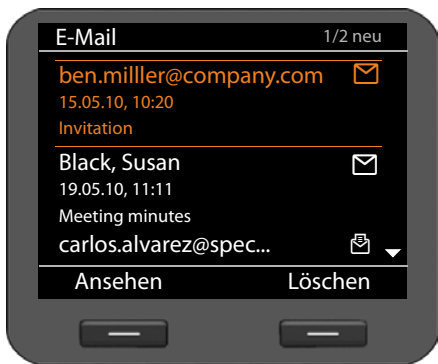 E-Mail 1/2 neu
ben.milller@company.com
15.05.10, 10:20
Invitation
Black, Susan
19.05.10, 11:11
Meeting minutes
carlos.alvarez@spec...
Ansehen Löschen